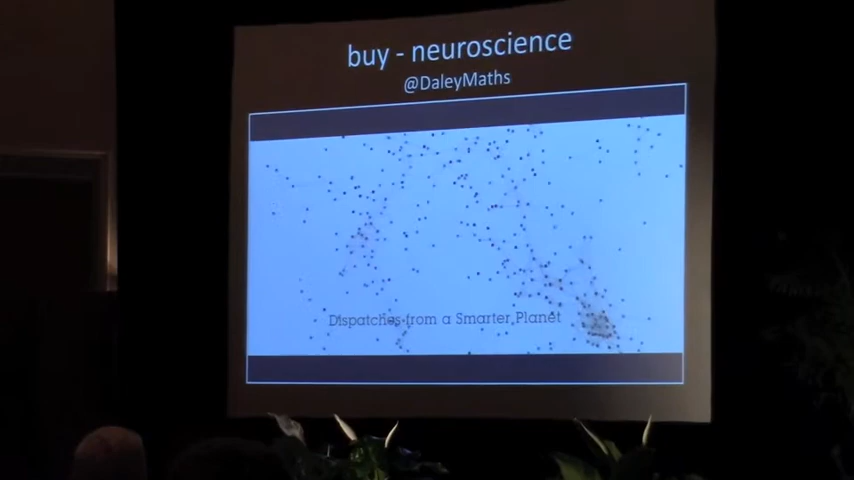 buy - neuroscience
@DaleyMaths
Dispatches from a Smarter Planet